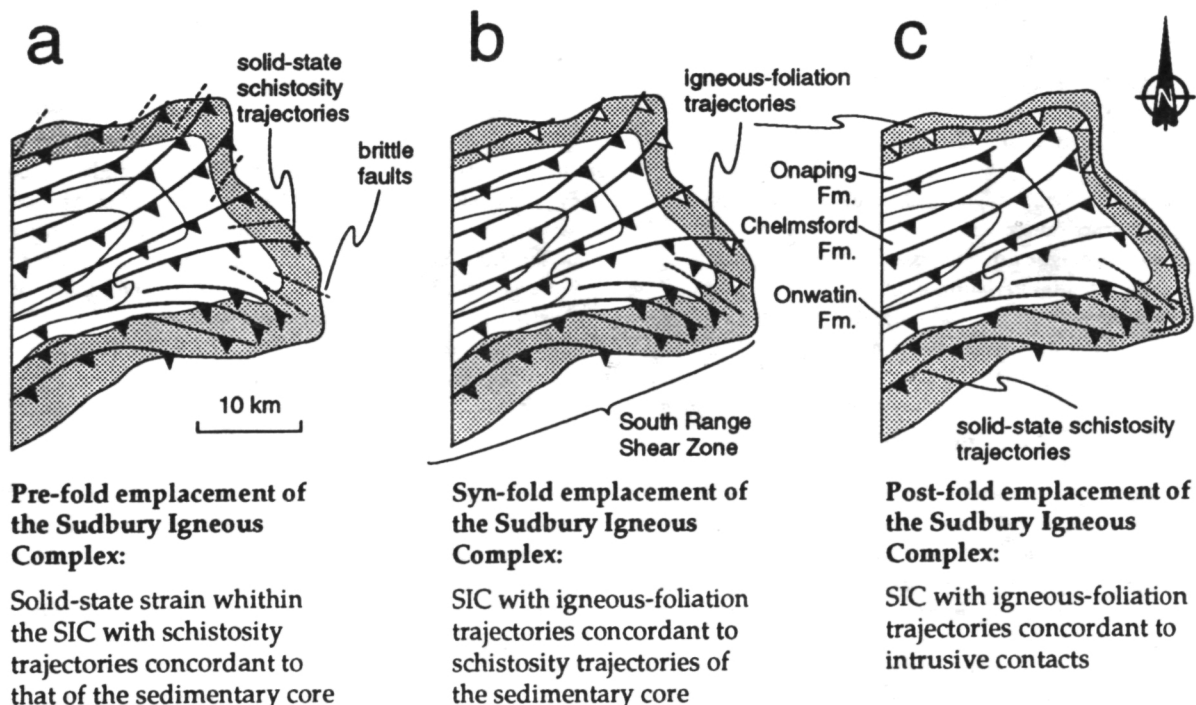 a
b
c
N
solid-state
schistosity
trajectories
brittle
faults
igneous-foliation
trajectories
Onaping
Fm.
Chelmsford
Fm.
Onwatin
Fm.
10 km
South Range
Shear Zone
solid-state schistosity
trajectories
Pre-fold emplacement of
the Sudbury Igneous
Complex:
Solid-state strain whithin
the SIC with schistosity
trajectories concordant to
that of the sedimentary core
Syn-fold emplacement of
the Sudbury Igneous
Complex:
SIC with igneous-foliation
trajectories concordant to
schistosity trajectories of
the sedimentary core
Post-fold emplacement of
the Sudbury Igneous
Complex:
SIC with igneous-foliation
trajectories concordant to
intrusive contacts